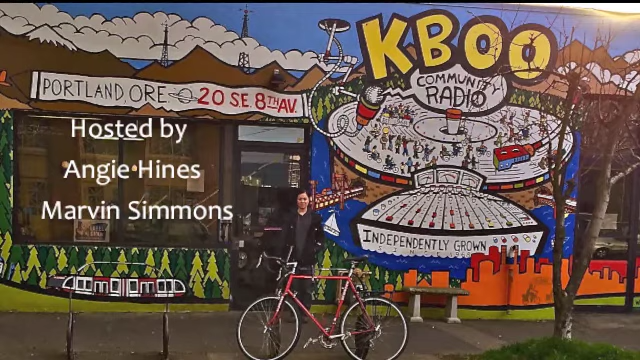 KBOO
COMMUNITY
RADIO
PORTLAND ORE. 20 SE. 8TH AV.
Hosted by
Angie Hines
Marvin Simmons
INDEPENDENTLY GROWN